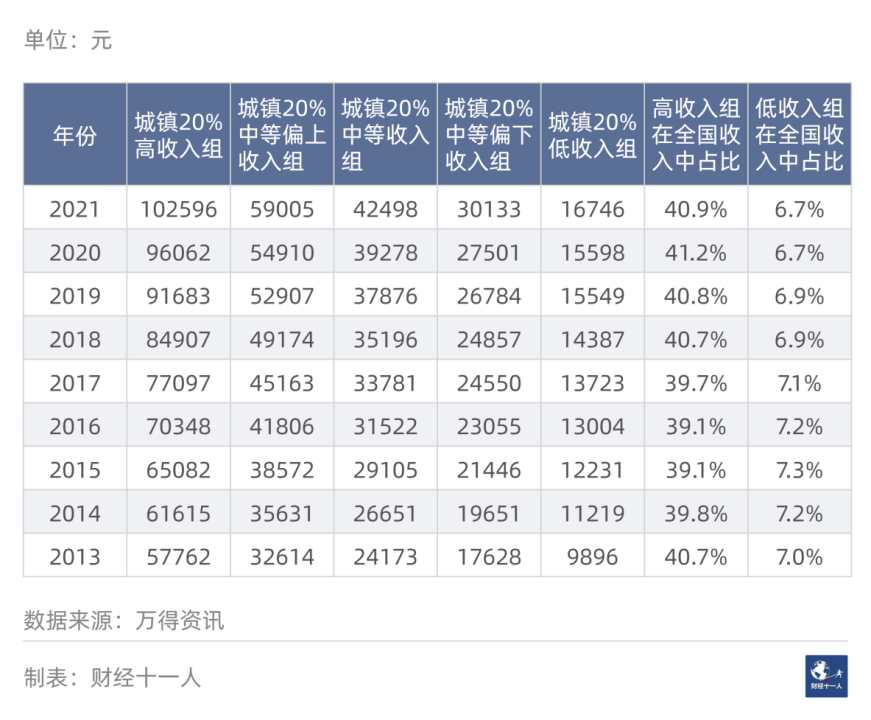 单位：元
年份 城镇20%高收入组 城镇20%中等偏上收入组 城镇20%中等收入组 城镇20%中等偏下收入组 城镇20%低收入组 高收入组在全国收入中占比 低收入组在全国收入中占比
2021 102596 59005 42498 30133 16746 40.9% 6.7%
2020 96062 54910 39278 27501 15598 41.2% 6.7%
2019 91683 52907 37876 26784 15549 40.8% 6.9%
2018 84907 49174 35196 24857 14387 40.7% 6.9%
2017 77097 45163 33781 24550 13723 39.7% 7.1%
2016 70348 41806 31522 23055 13004 39.1% 7.2%
2015 65082 38572 29105 21446 12231 39.1% 7.3%
2014 61615 35631 26651 19651 11219 39.8% 7.2%
2013 57762 32614 24173 17628 9896 40.7% 7.0%
数据来源：万得资讯
制表：财经十一人
财经十一人